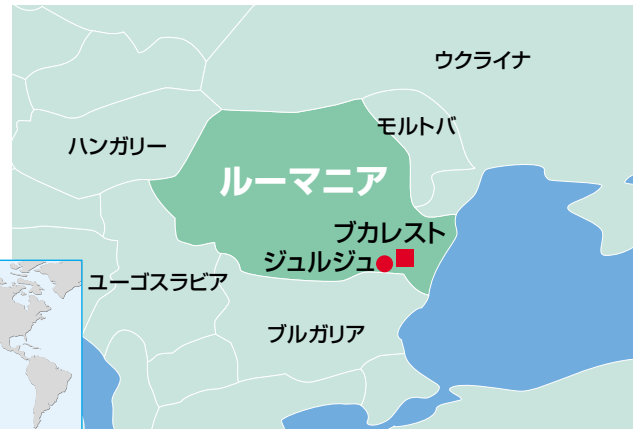 ウクライナ
モルトバ
ハンガリー
ルーマニア
ブカレスト
ジュルジュ
ユーゴスラビア
ブルガリア